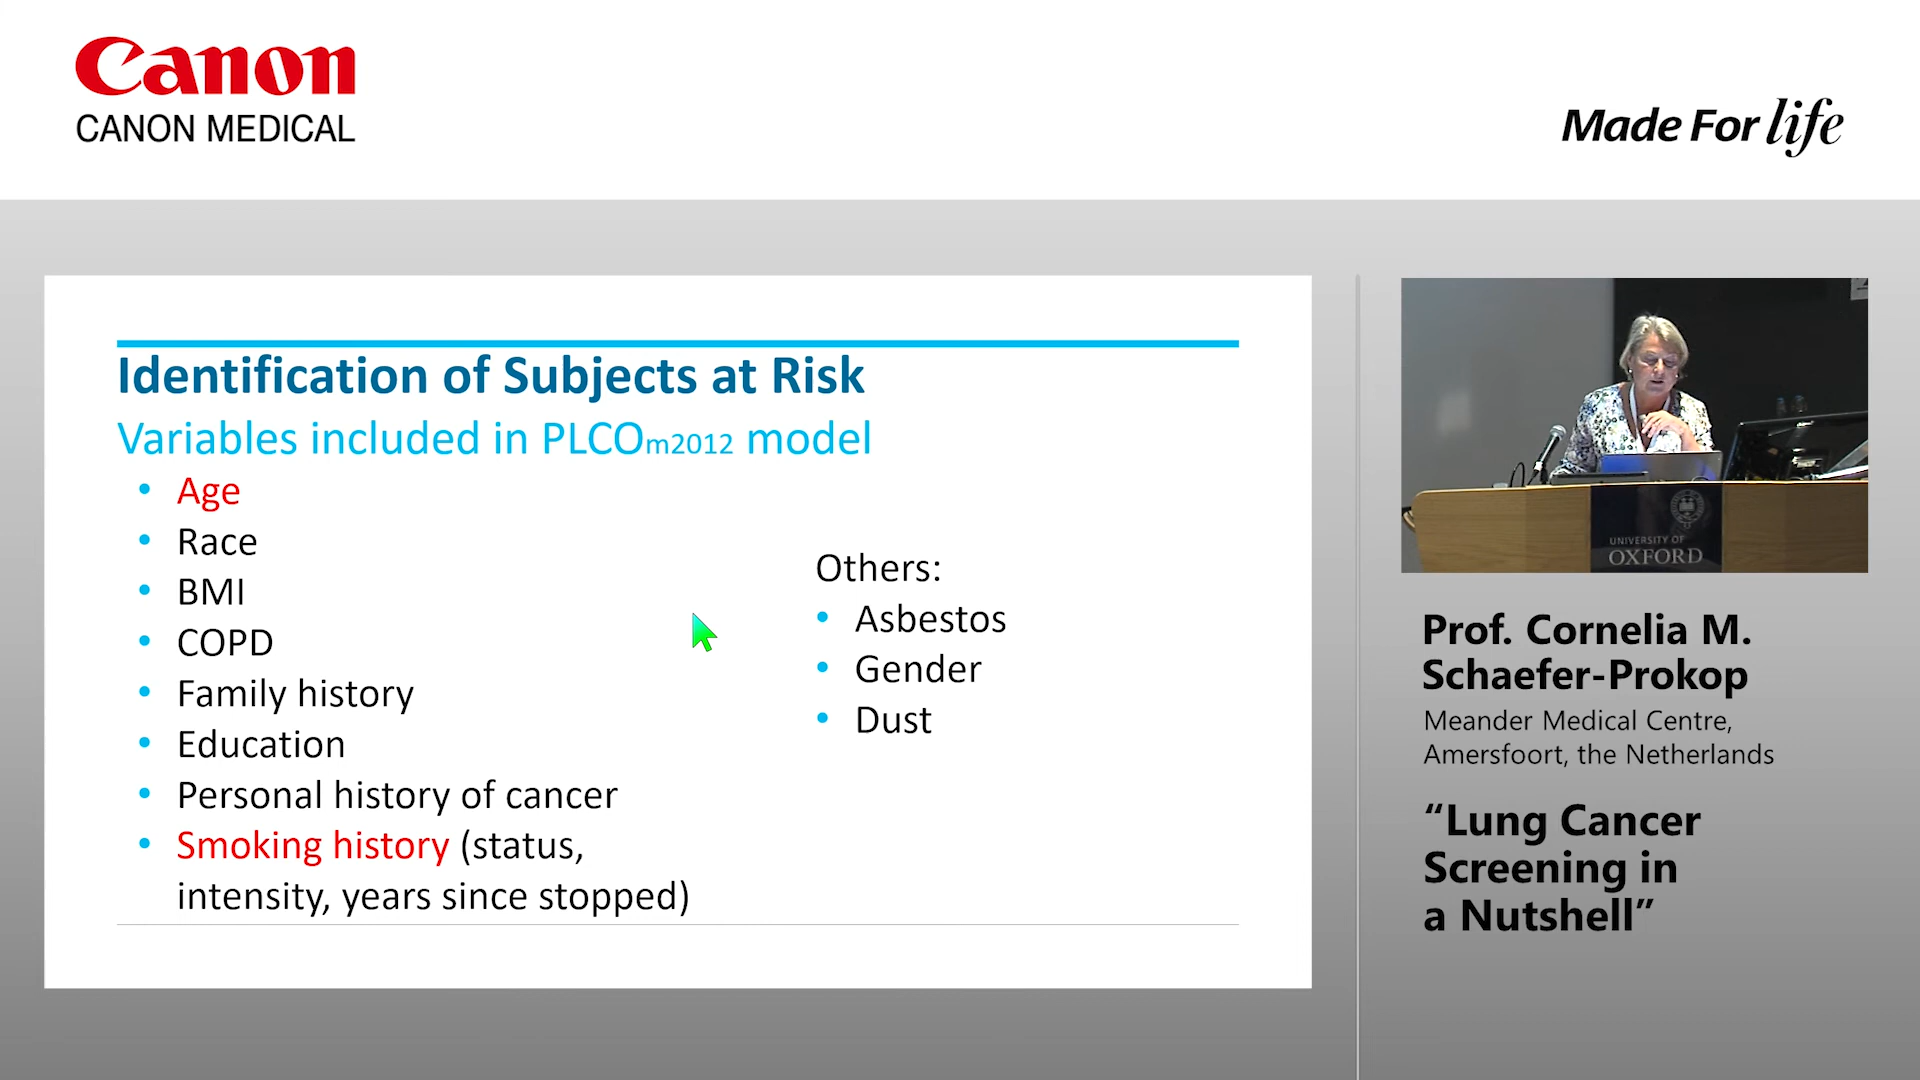 Canon
CANON MEDICAL
Made For life
Identification of Subjects at Risk
Variables included in PLCOm2012 model
• Age
• Race
• BMI
• COPD
• Family history
• Education
• Personal history of cancer
• Smoking history (status,
intensity, years since stopped)
Others:
• Asbestos
• Gender
• Dust
UNIVERSITY OF
OXFORD
Prof. Cornelia M.
Schaefer-Prokop
Meander Medical Centre,
Amersfoort, the Netherlands
“Lung Cancer
Screening in
a Nutshell”